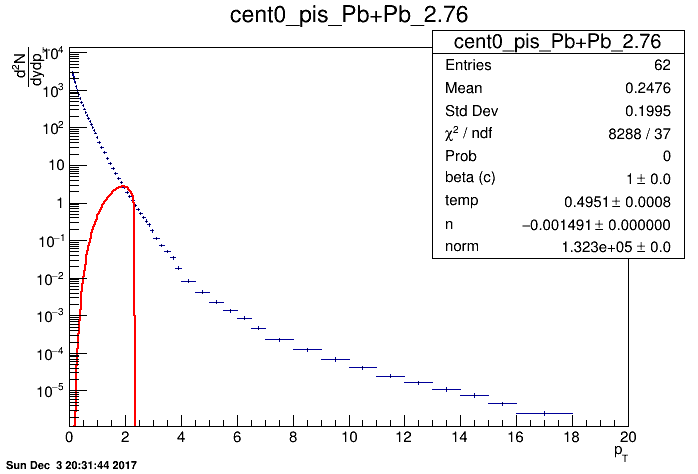 cent0_pis_Pb+Pb_2.76
cent0_pis_Pb+Pb_2.76
Entries 62
Mean 0.2476
Std Dev 0.1995
χ² / ndf 8288 / 37
Prob 0
beta (c) 1 ± 0.0
temp 0.4951 ± 0.0008
n −0.001491 ± 0.000000
norm 1.323e+05 ± 0.0
d²N
dydp
10⁴
10³
10²
10
1
10⁻¹
10⁻²
10⁻³
10⁻⁴
10⁻⁵
0 2 4 6 8 10 12 14 16 18 20
p_T
Sun Dec 3 20:31:44 2017